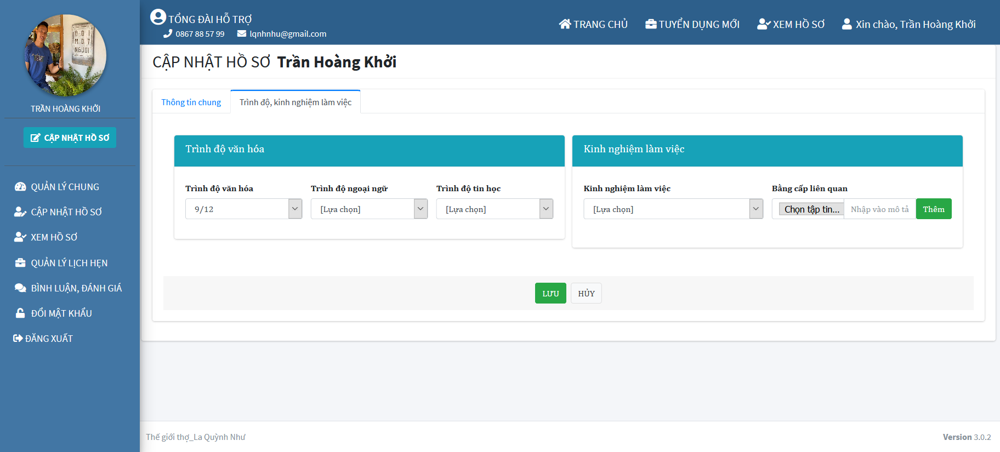 TỔNG ĐÀI HỖ TRỢ
0867 88 57 99 lqnhnhu@gmail.com
TRANG CHỦ TUYỂN DỤNG MỚI XEM HỒ SƠ Xin chào, Trần Hoàng Khởi
ĐỢI
MỘT
NGƯỜI
TRẦN HOÀNG KHỞI
CẬP NHẬT HỒ SƠ
QUẢN LÝ CHUNG
CẬP NHẬT HỒ SƠ
XEM HỒ SƠ
QUẢN LÝ LỊCH HẸN
BÌNH LUẬN, ĐÁNH GIÁ
ĐỔI MẬT KHẨU
ĐĂNG XUẤT
CẬP NHẬT HỒ SƠ Trần Hoàng Khởi
Thông tin chung Trình độ, kinh nghiệm làm việc
Trình độ văn hóa
Trình độ văn hóa Trình độ ngoại ngữ Trình độ tin học
9/12 [Lựa chọn] [Lựa chọn]
Kinh nghiệm làm việc
Kinh nghiệm làm việc Bằng cấp liên quan
[Lựa chọn] Chọn tập tin... Nhập vào mô tả Thêm
LƯU HỦY
Thế giới thợ_La Quỳnh Như Version 3.0.2